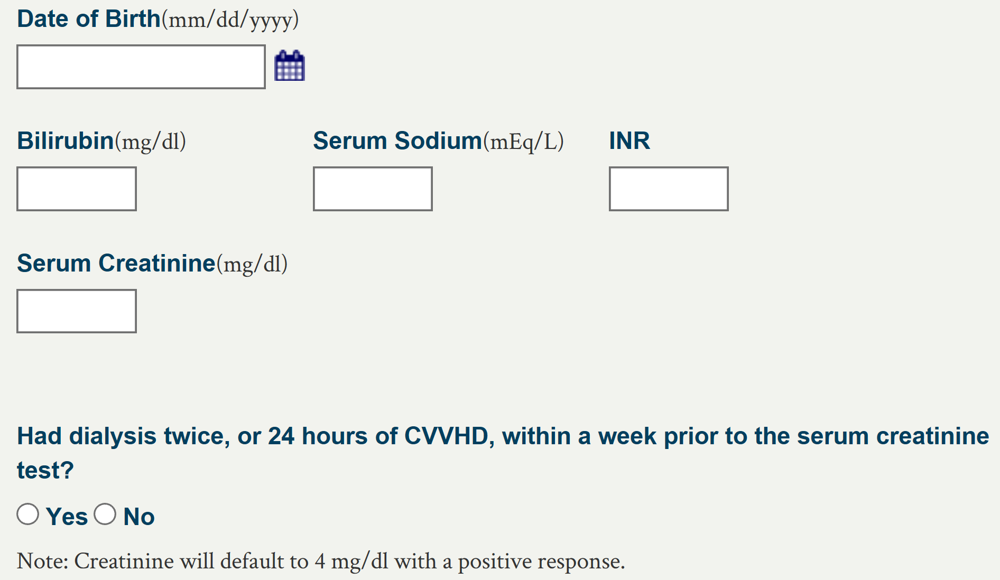 Date of Birth(mm/dd/yyyy)
Bilirubin(mg/dl) Serum Sodium(mEq/L) INR
Serum Creatinine(mg/dl)
Had dialysis twice, or 24 hours of CVVHD, within a week prior to the serum creatinine
test?
Yes No
Note: Creatinine will default to 4 mg/dl with a positive response.